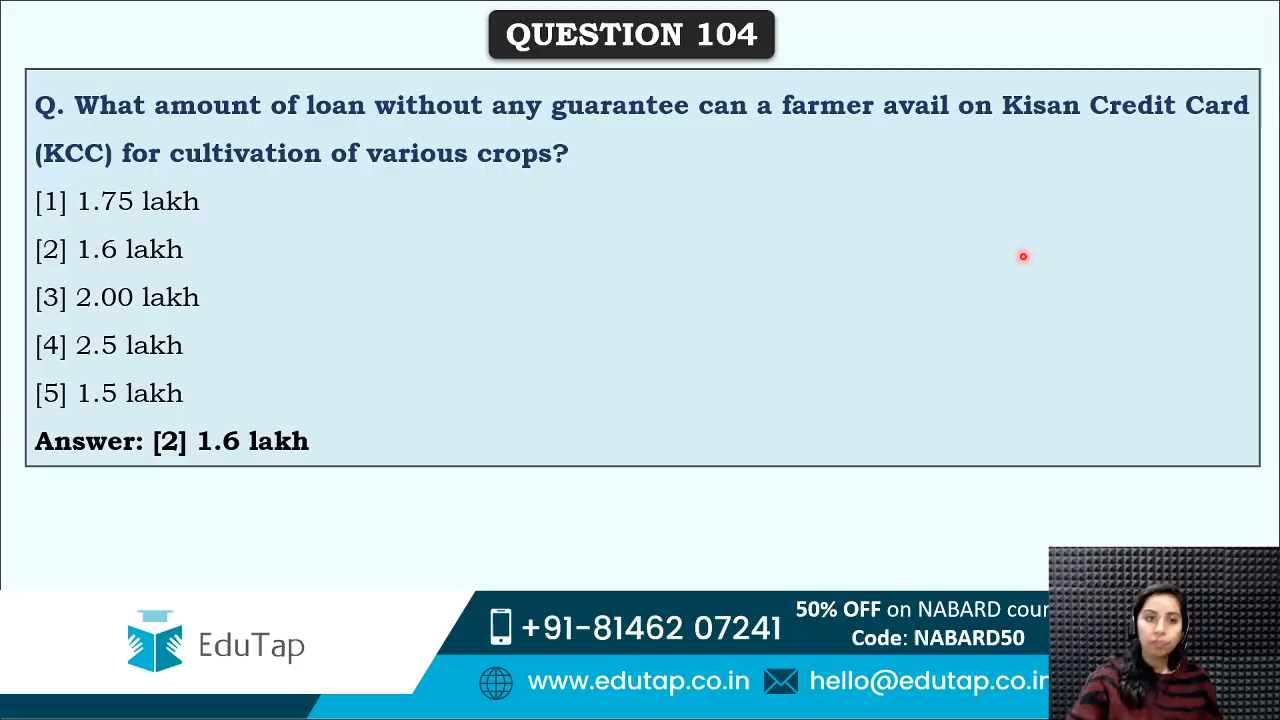 QUESTION 104
Q. What amount of loan without any guarantee can a farmer avail on Kisan Credit Card
(KCC) for cultivation of various crops?
[1] 1.75 lakh
[2] 1.6 lakh
[3] 2.00 lakh
[4] 2.5 lakh
[5] 1.5 lakh
Answer: [2] 1.6 lakh
EduTap
+91-81462 07241
50% OFF on NABARD cour
Code: NABARD50
www.edutap.co.in
hello@edutap.co.in